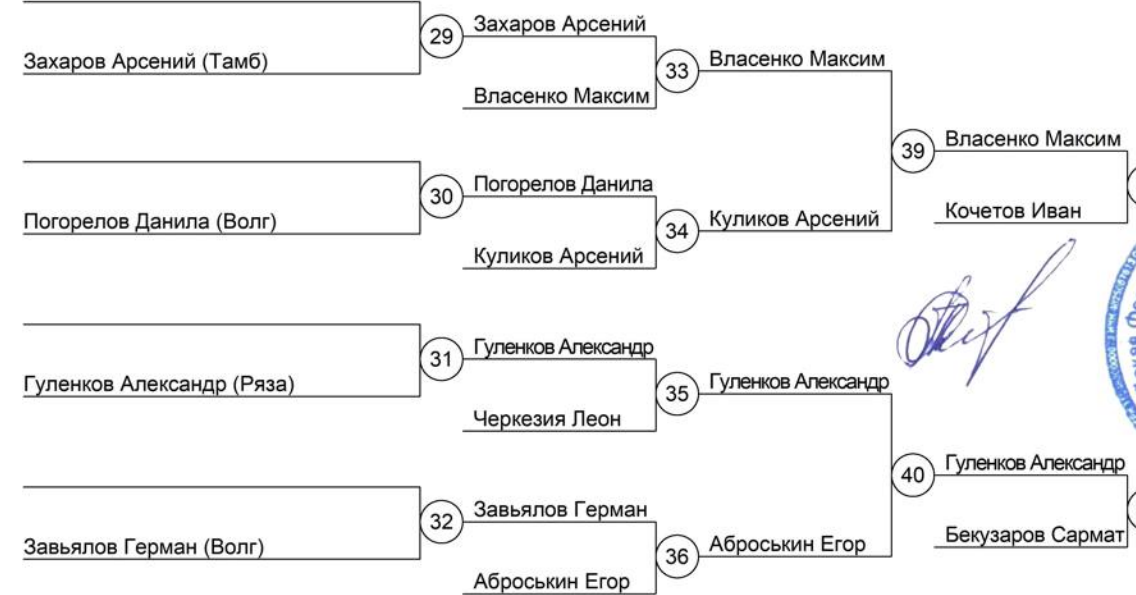 Захаров Арсений (Тамб)
29
Захаров Арсений
Власенко Максим
33
Власенко Максим
39
Власенко Максим
Кочетов Иван
Погорелов Данила (Волг)
30
Погорелов Данила
Куликов Арсений
34
Куликов Арсений
Гуленков Александр (Ряза)
31
Гуленков Александр
Черкезия Леон
35
Гуленков Александр
40
Гуленков Александр
Бекузаров Сармат
Завьялов Герман (Волг)
32
Завьялов Герман
Аброськин Егор
36
Аброськин Егор